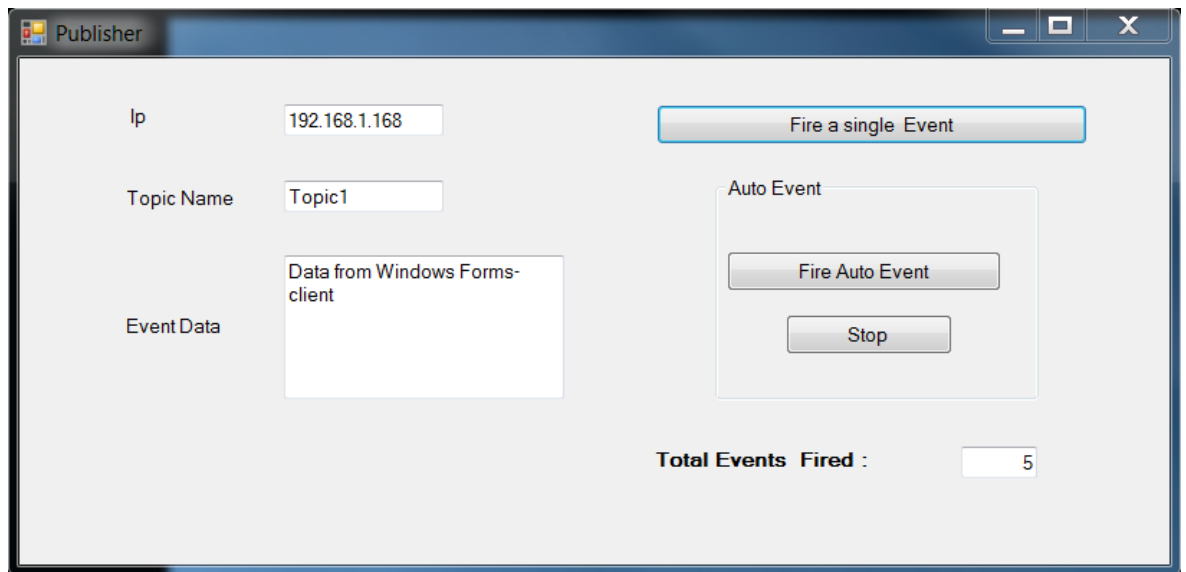 Publisher
Ip
192.168.1.168
Fire a single Event
Topic Name
Topic1
Auto Event
Event Data
Data from Windows Forms-
client
Fire Auto Event
Stop
Total Events Fired :
5